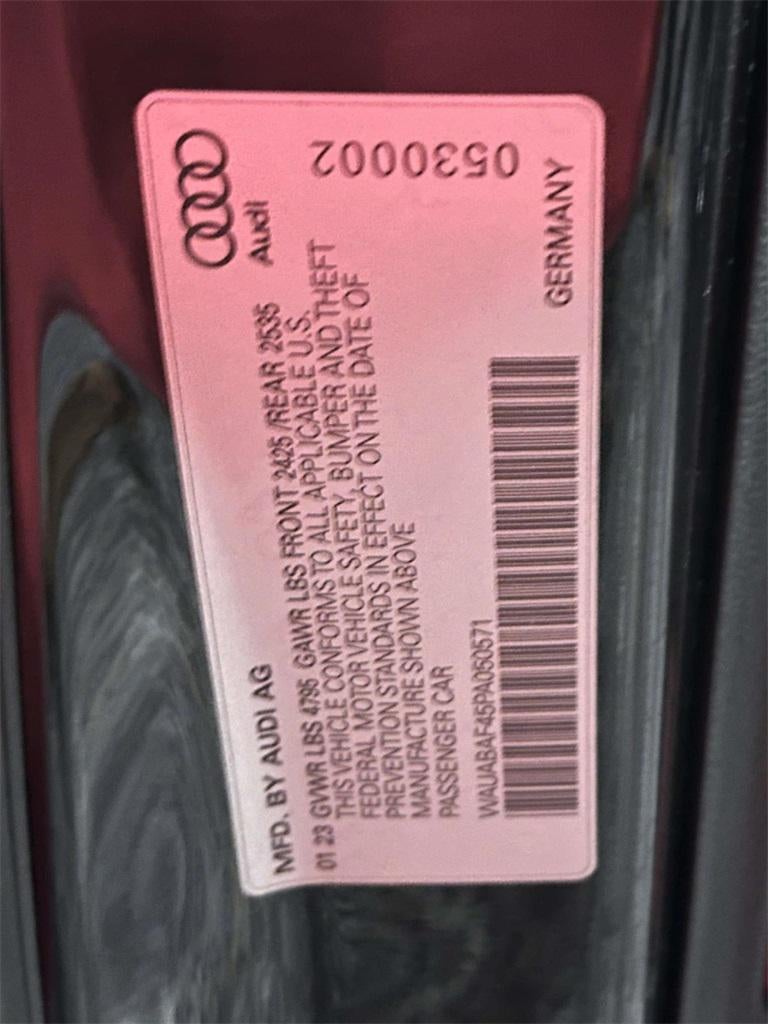 Audi
0530002
MFD. BY AUDI AG
01 23 GVWR LBS 4795 GAWR LBS FRONT 2425 /REAR 2535
THIS VEHICLE CONFORMS TO ALL APPLICABLE U.S.
FEDERAL MOTOR VEHICLE SAFETY, BUMPER AND THEFT
PREVENTION STANDARDS IN EFFECT ON THE DATE OF
MANUFACTURE SHOWN ABOVE
PASSENGER CAR
WAUABAF45PA050571
GERMANY